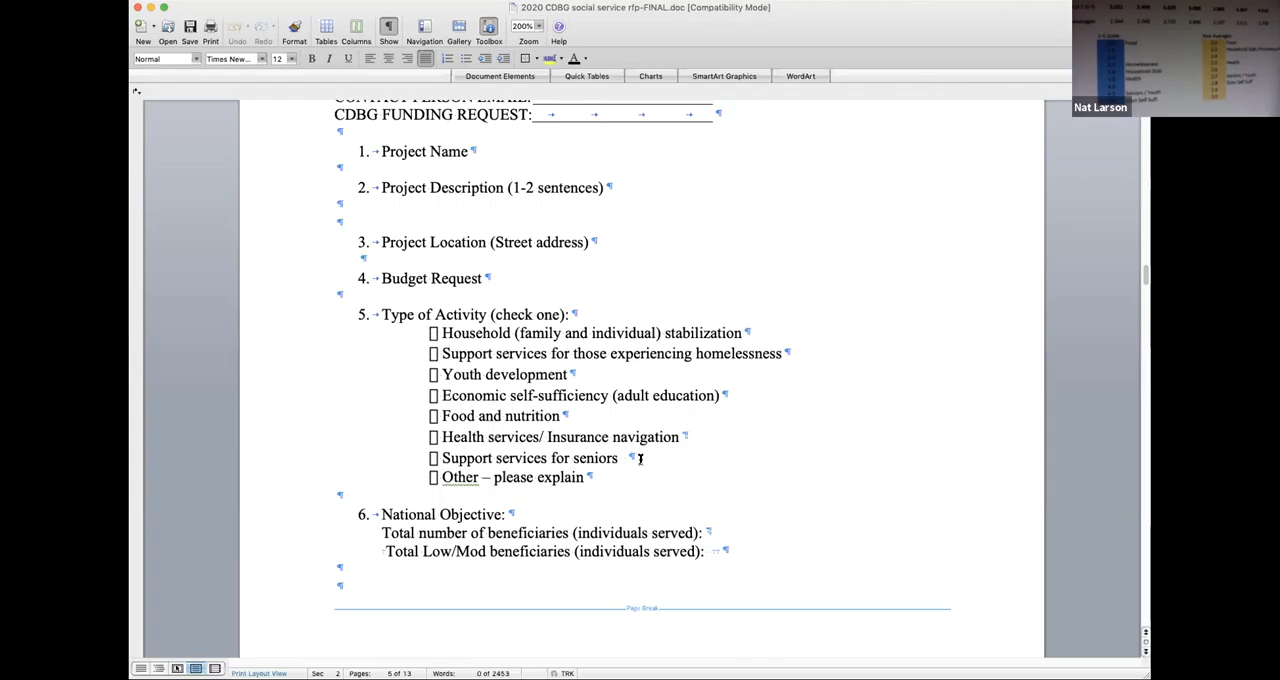 2020 CDBG social service rfp-FINAL.doc [Compatibility Mode]
200%
New Open Save Print Undo Redo Format Tables Columns Show Navigation Gallery Toolbox Zoom Help
Normal Times New... 12 B I U
Document Elements Quick Tables Charts SmartArt Graphics WordArt
Nat Larson
CONTACT PERSON EMAIL:
CDBG FUNDING REQUEST:
1. Project Name
2. Project Description (1-2 sentences)
3. Project Location (Street address)
4. Budget Request
5. Type of Activity (check one):
Household (family and individual) stabilization
Support services for those experiencing homelessness
Youth development
Economic self-sufficiency (adult education)
Food and nutrition
Health services/ Insurance navigation
Support services for seniors
Other – please explain
6. National Objective:
Total number of beneficiaries (individuals served):
Total Low/Mod beneficiaries (individuals served):
Page Break
Print Layout View Sec 2 Pages: 5 of 13 Words: 0 of 2453 TRK